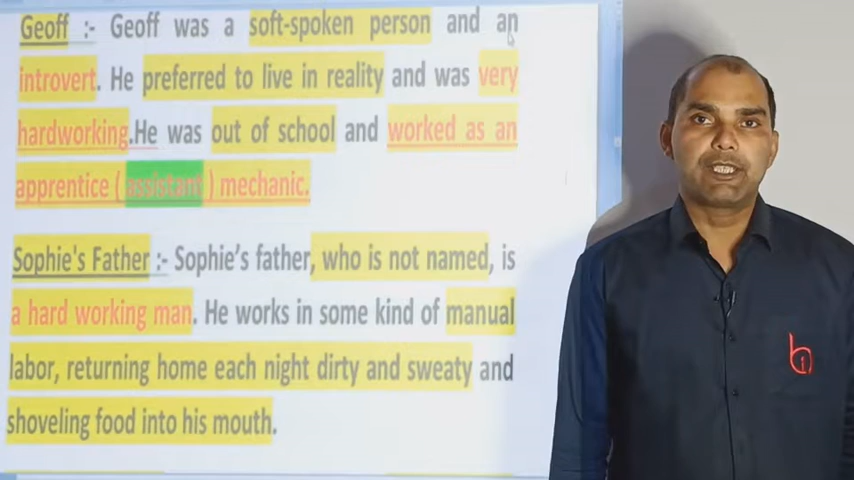 Geoff :- Geoff was a soft-spoken person and an
introvert. He preferred to live in reality and was very
hardworking.He was out of school and worked as an
apprentice ( assistant ) mechanic.
Sophie's Father :- Sophie's father, who is not named, is
a hard working man. He works in some kind of manual
labor, returning home each night dirty and sweaty and
shoveling food into his mouth.